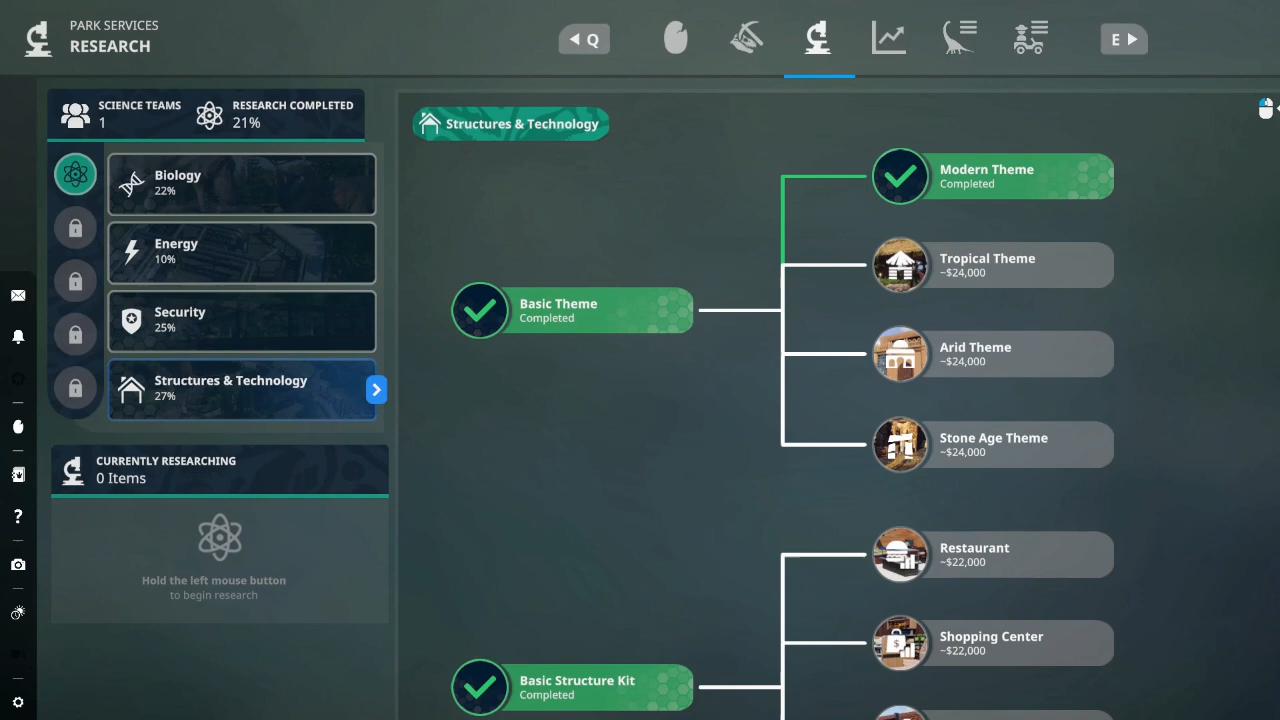 PARK SERVICES
RESEARCH
Q
E
SCIENCE TEAMS
1
RESEARCH COMPLETED
21%
Structures & Technology
Biology
22%
Energy
10%
Security
25%
Structures & Technology
27%
CURRENTLY RESEARCHING
0 Items
Hold the left mouse button
to begin research
Basic Theme
Completed
Modern Theme
Completed
Tropical Theme
~$24,000
Arid Theme
~$24,000
Stone Age Theme
~$24,000
Basic Structure Kit
Completed
Restaurant
~$22,000
Shopping Center
~$22,000
?